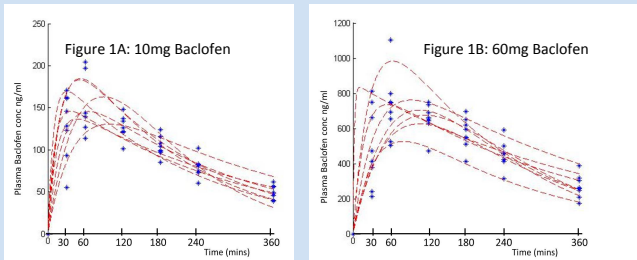 Figure 1A: 10mg Baclofen
Plasma Baclofen conc ng/ml
250
200
150
100
50
0
0 30 60 120 180 240 360
Time (mins)
Figure 1B: 60mg Baclofen
Plasma Baclofen conc ng/ml
1200
1000
800
600
400
200
0
0 30 60 120 180 240 360
Time (mins)